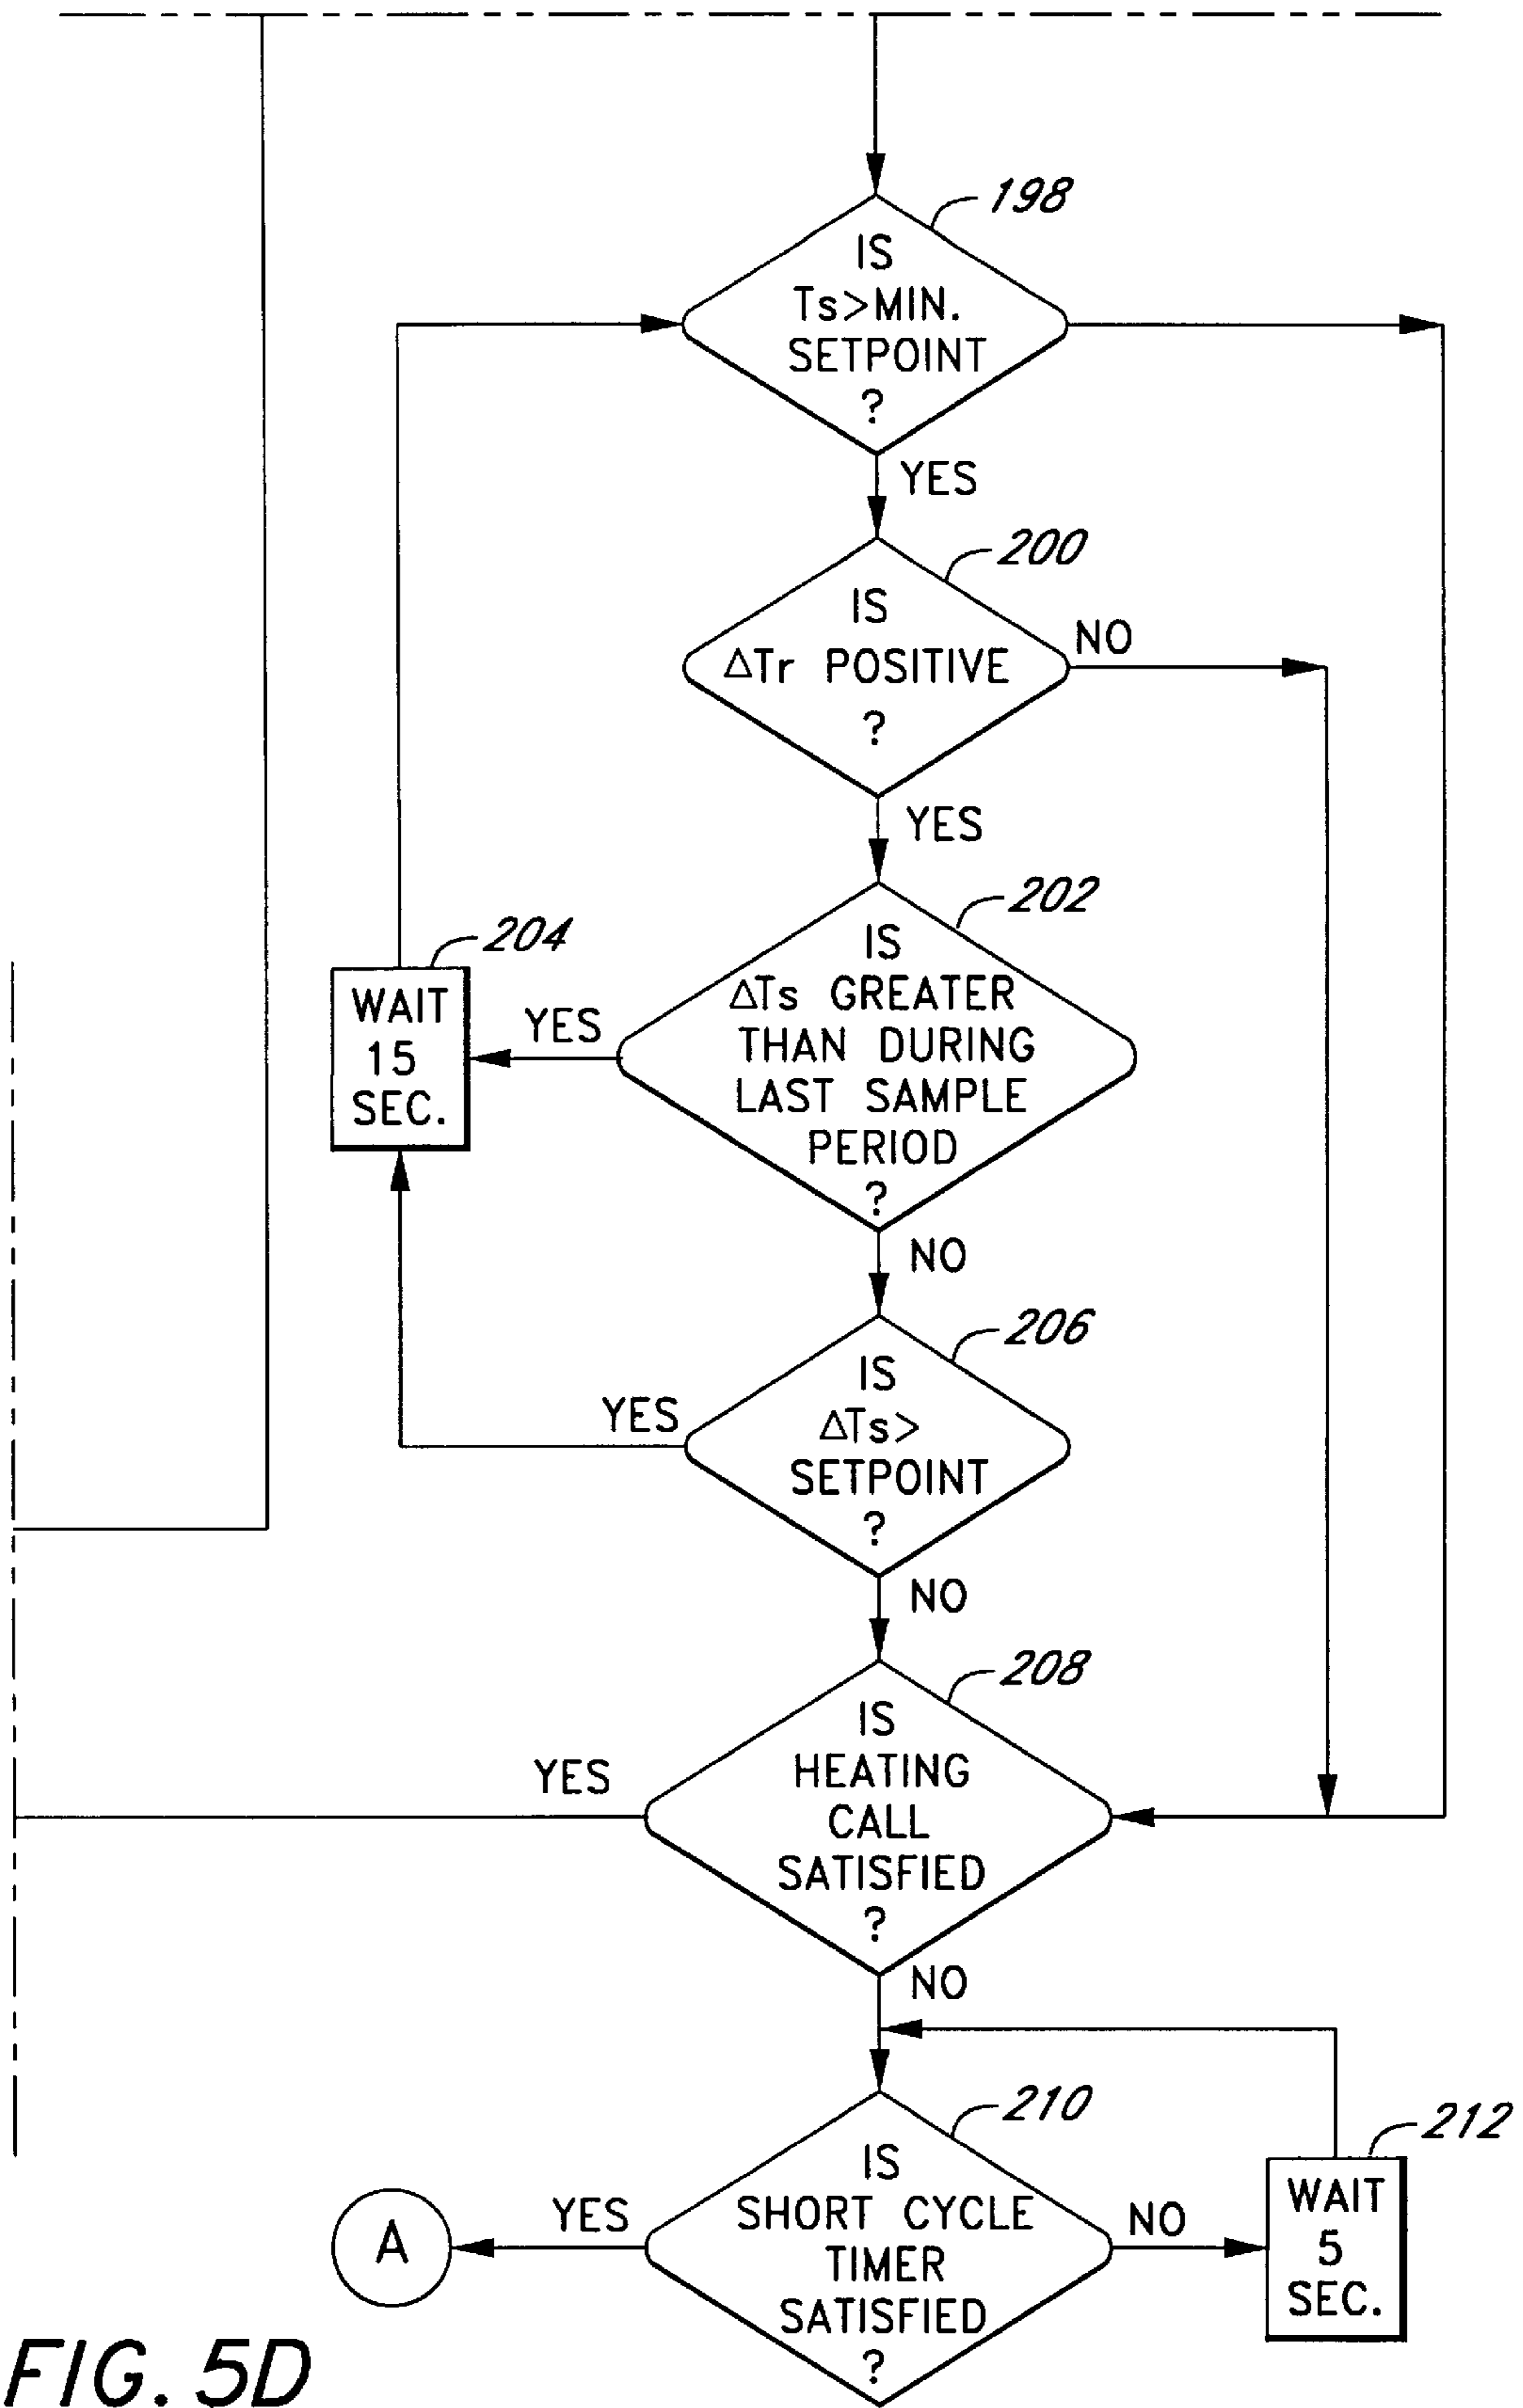 198
IS
Ts>MIN.
SETPOINT
?
YES
200
IS
ΔTr POSITIVE
?
NO
YES
202
IS
ΔTs GREATER
THAN DURING
LAST SAMPLE
PERIOD
?
YES
204
WAIT
15
SEC.
NO
206
IS
ΔTs>
SETPOINT
?
YES
NO
208
IS
HEATING
CALL
SATISFIED
?
YES
NO
210
IS
SHORT CYCLE
TIMER
SATISFIED
?
YES
A
NO
212
WAIT
5
SEC.
FIG. 5D